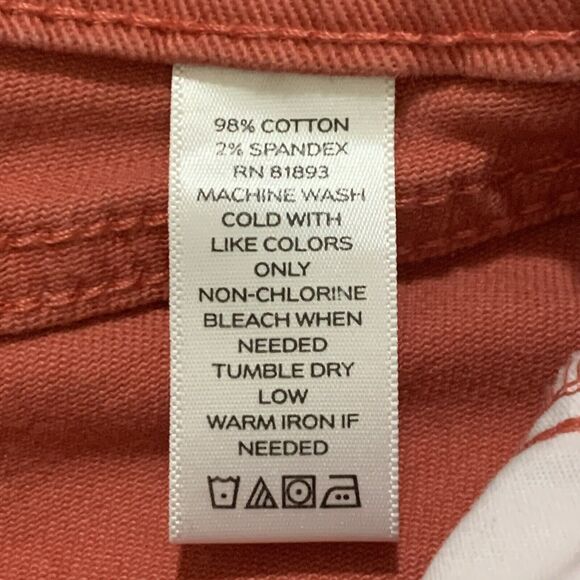 98% COTTON
2% SPANDEX
RN 81893
MACHINE WASH
COLD WITH
LIKE COLORS
ONLY
NON-CHLORINE
BLEACH WHEN
NEEDED
TUMBLE DRY
LOW
WARM IRON IF
NEEDED